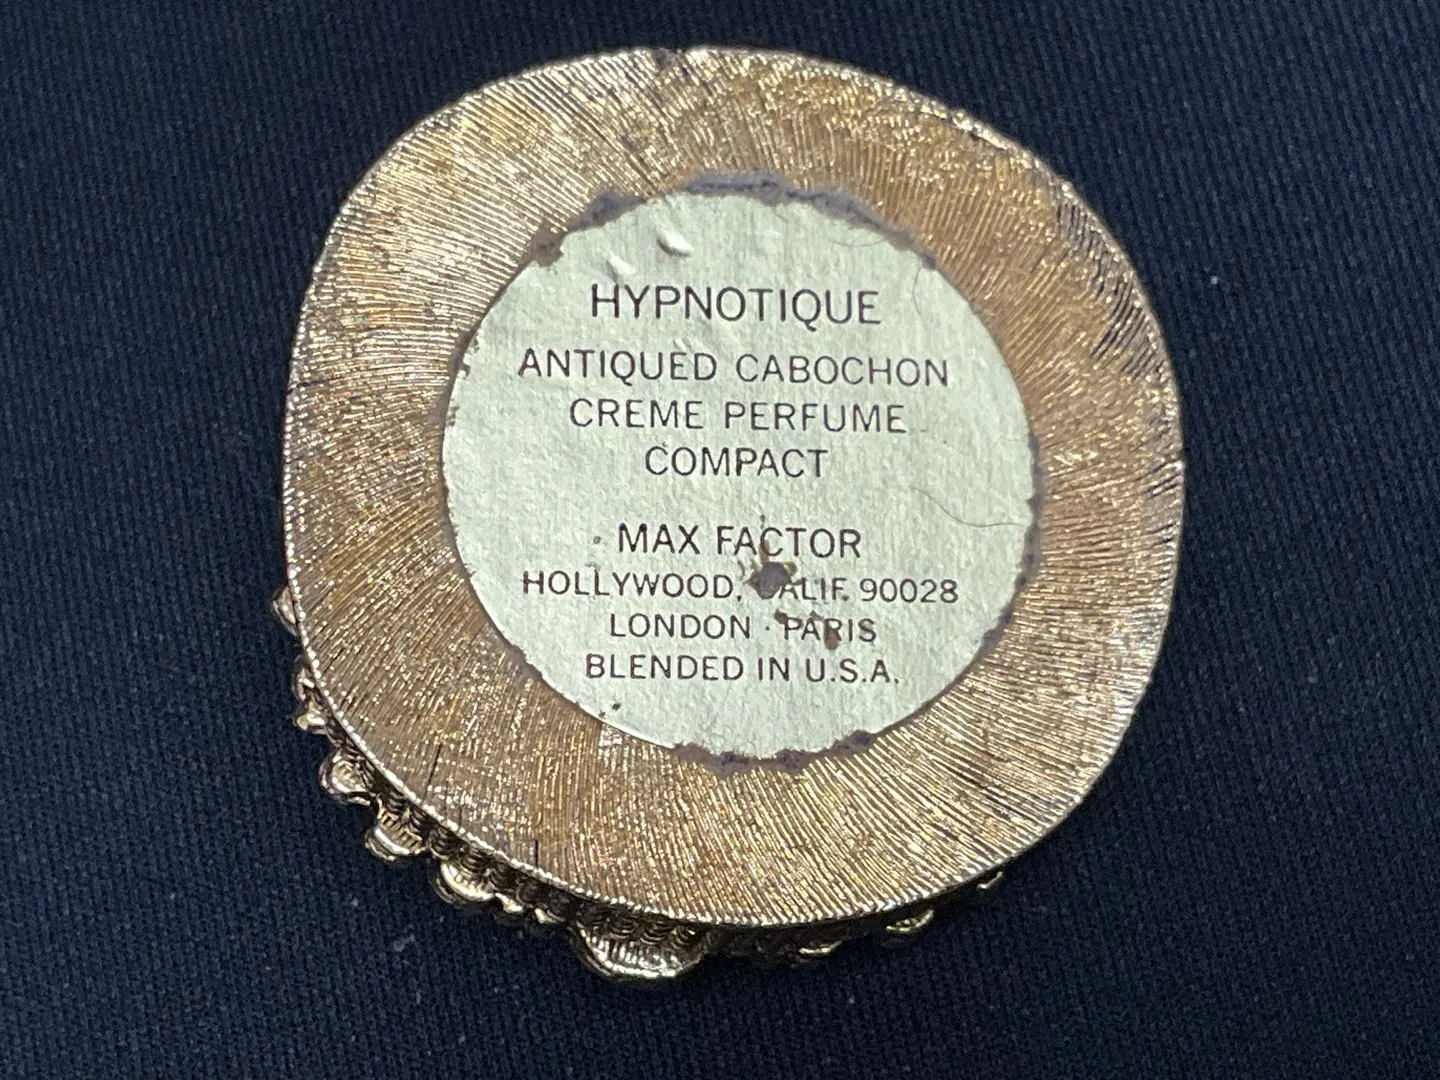 HYPNOTIQUE
ANTIQUED CABOCHON
CREME PERFUME
COMPACT
MAX FACTOR
HOLLYWOOD, CALIF. 90028
LONDON · PARIS
BLENDED IN U.S.A.